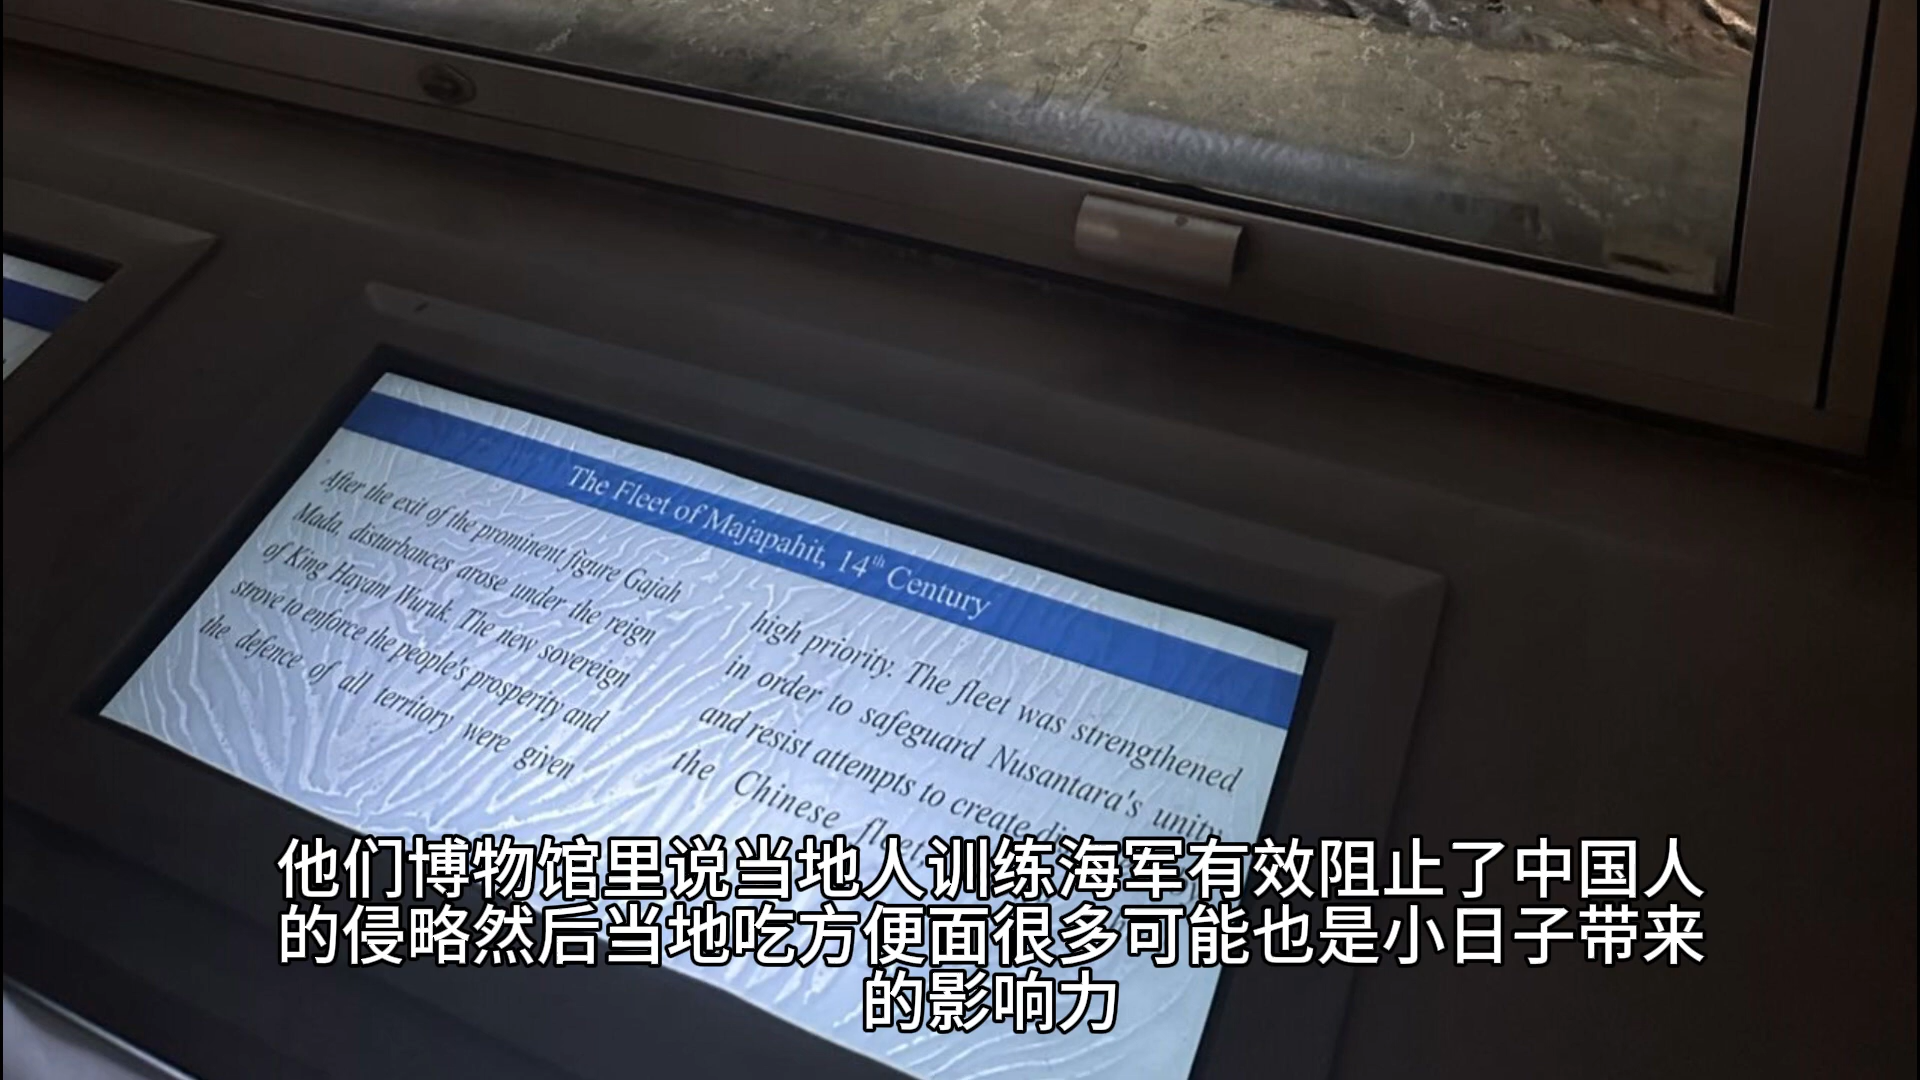 The Fleet of Majapahit, 14th Century
After the exit of the prominent figure Gajah
Mada, disturbances arose under the reign
of King Hayam Wuruk. The new sovereign
strove to enforce the people's prosperity and
the defence of all territory were given
high priority. The fleet was strengthened
in order to safeguard Nusantara's unity
and resist attempts to create
the Chinese fleet,
他们博物馆里说当地人训练海军有效阻止了中国人
的侵略然后当地吃方便面很多可能也是小日子带来
的影响力